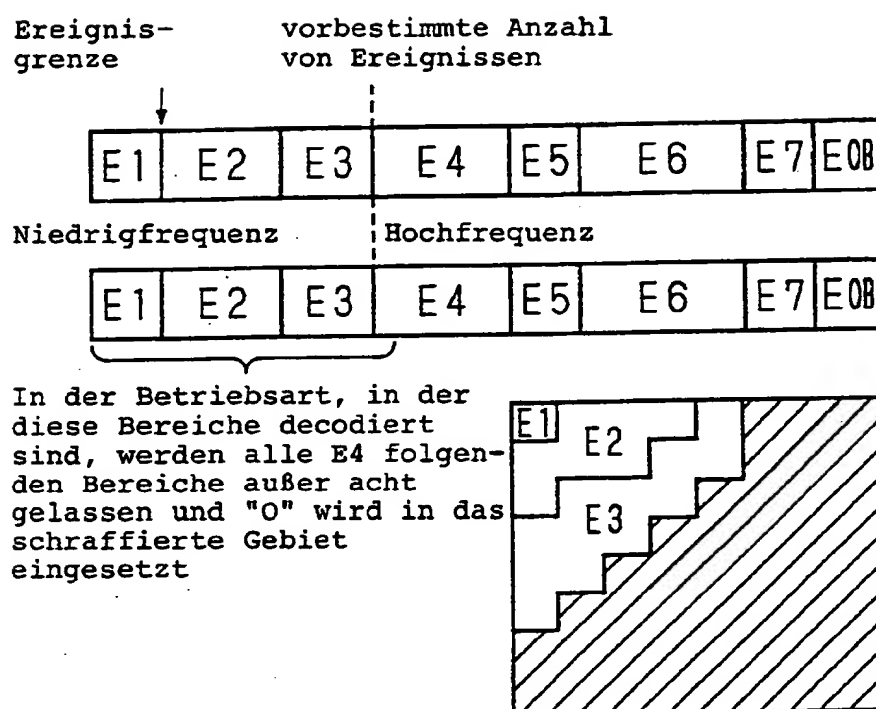 Ereignis-
grenze
vorbestimmte Anzahl
von Ereignissen
E1 E2 E3 E4 E5 E6 E7 EOB
Niedrigfrequenz Hochfrequenz
E1 E2 E3 E4 E5 E6 E7 EOB
In der Betriebsart, in der
diese Bereiche decodiert
sind, werden alle E4 folgen-
den Bereiche außer acht
gelassen und "O" wird in das
schraffierte Gebiet
eingesetzt
E1
E2
E3